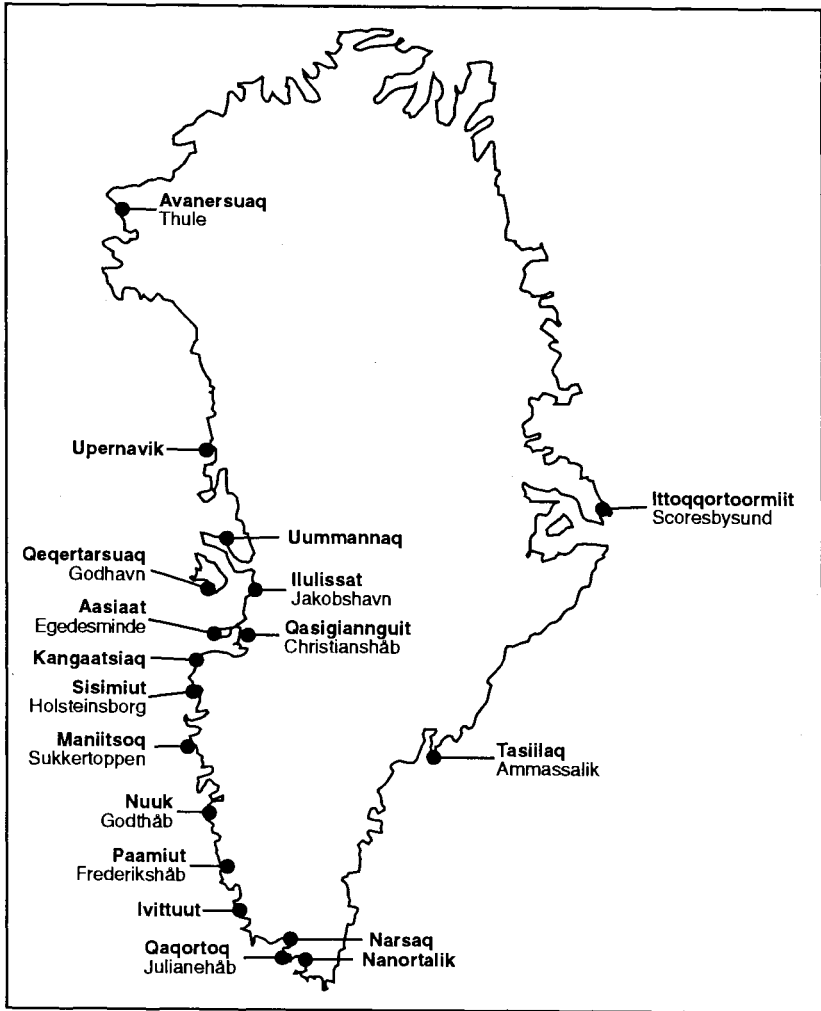 Avanersuaq
Thule
Upernavik
Ittoqqortoormiit
Scoresbysund
Uummannaq
Qeqertarsuaq
Godhavn
Ilulissat
Jakobshavn
Aasiaat
Egedesminde
Qasigiannguit
Christianshåb
Kangaatsiaq
Sisimiut
Holsteinsborg
Maniitsoq
Sukkertoppen
Tasiilaq
Ammassalik
Nuuk
Godthåb
Paamiut
Frederikshåb
Ivittuut
Narsaq
Qaqortoq
Julianehåb
Nanortalik